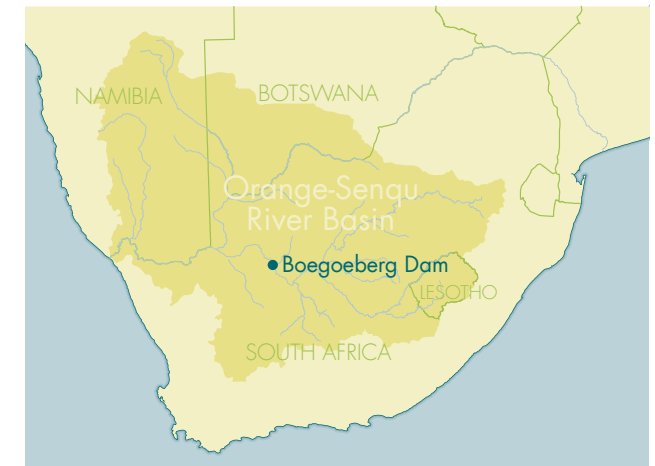 NAMIBIA
BOTSWANA
Orange-Senqu
River Basin
Boegoeberg Dam
LESOTHO
SOUTH AFRICA